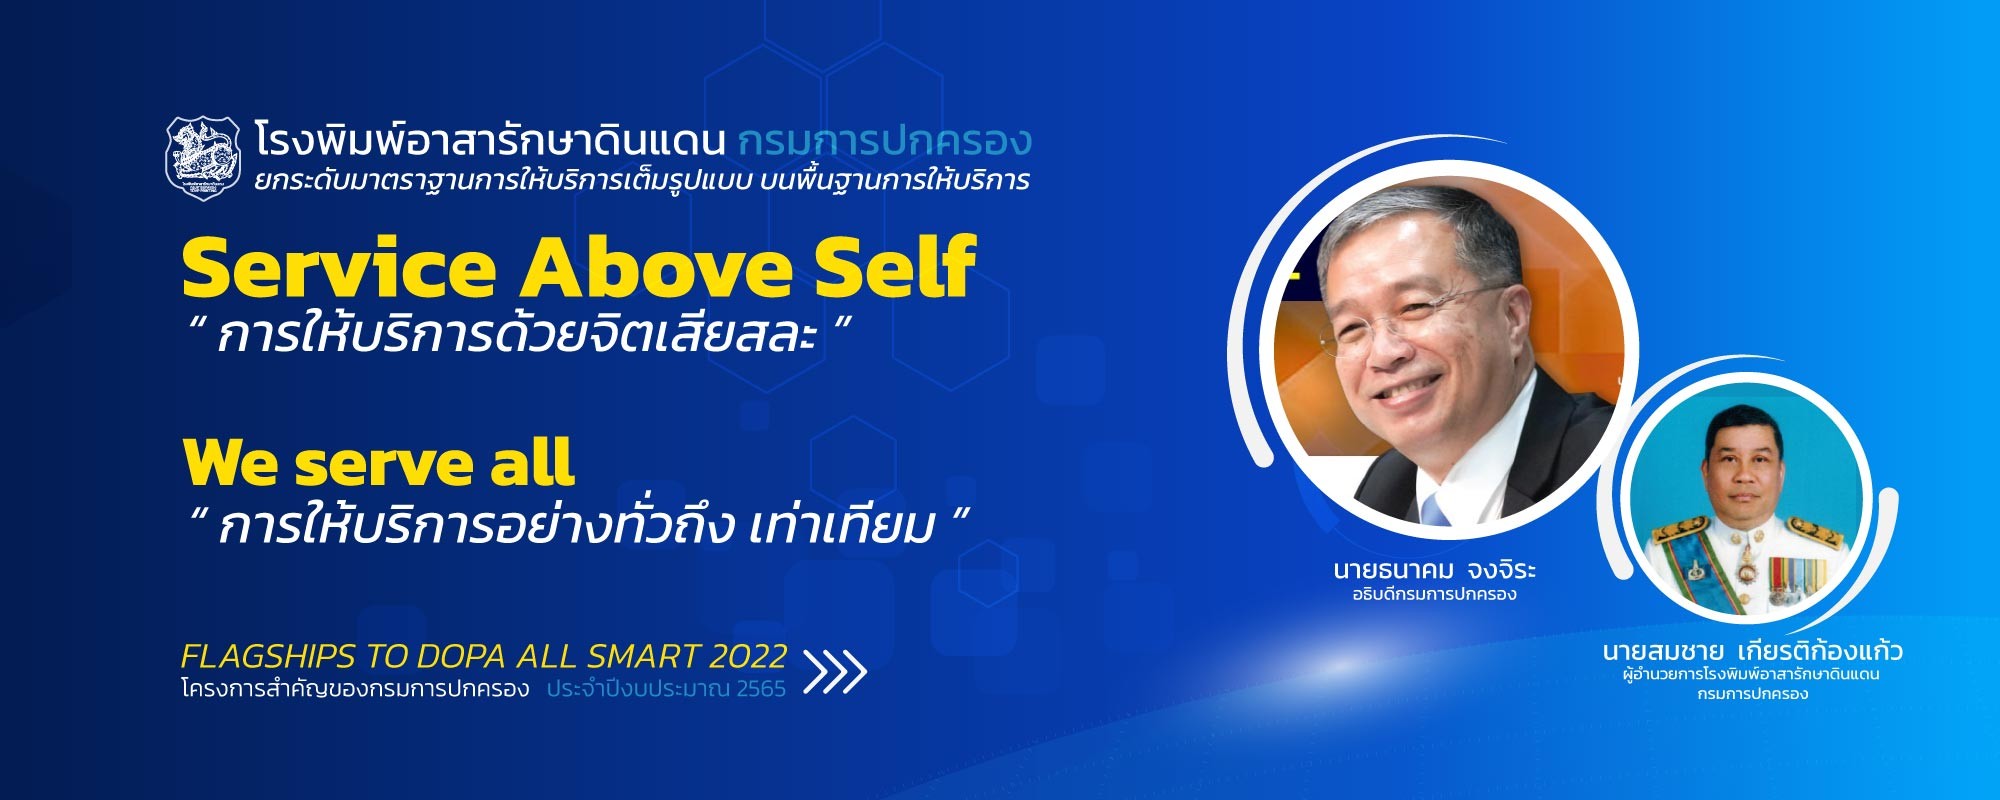 โรงพิมพ์อาสารักษาดินแดน กรมการปกครอง
ยกระดับมาตราฐานการให้บริการเต็มรูปแบบ บนพื้นฐานการให้บริการ
Service Above Self
“ การให้บริการด้วยจิตเสียสละ ”
We serve all
“ การให้บริการอย่างทั่วถึง เท่าเทียม ”
FLAGSHIPS TO DOPA ALL SMART 2022
โครงการสำคัญของกรมการปกครอง ประจำปีงบประมาณ 2565
นายธนาคม จงจิระ
อธิบดีกรมการปกครอง
นายสมชาย เกียรติก้องแก้ว
ผู้อำนวยการโรงพิมพ์อาสารักษาดินแดน
กรมการปกครอง